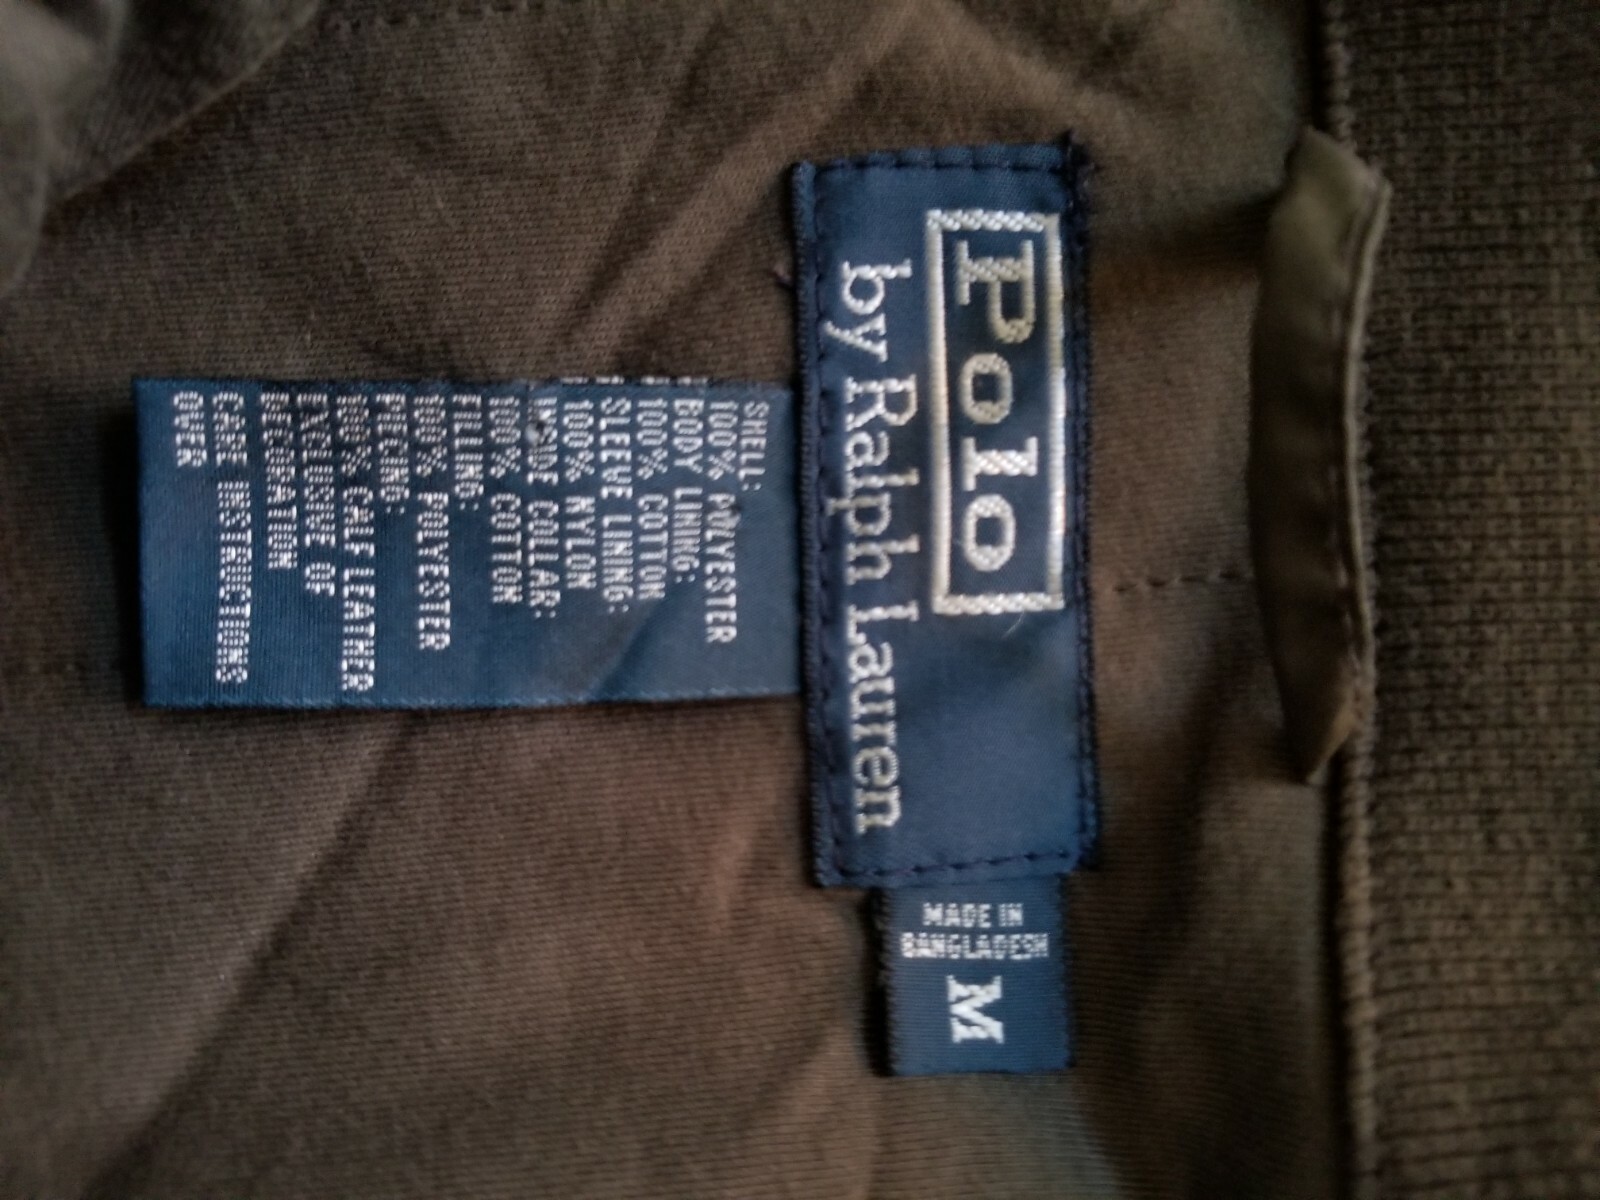 Polo
by Ralph Lauren
MADE IN
BANGLADESH
M
SHELL:
100% POLYESTER
BODY LINING:
100% COTTON
SLEEVE LINING:
100% NYLON
INSIDE COLLAR:
100% COTTON
FILLING:
100% POLYESTER
PIECING:
100% CALF LEATHER
EXCLUSIVE OF
DECORATION
CARE INSTRUCTIONS
OVER